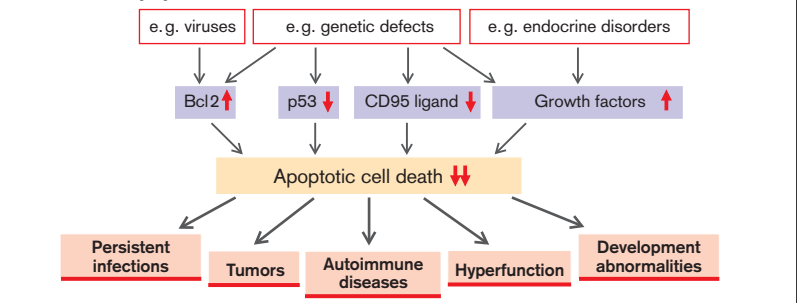 e.g. viruses
e.g. genetic defects
e.g. endocrine disorders
Bcl2
p53
CD95 ligand
Growth factors
Apoptotic cell death
Persistent
infections
Tumors
Autoimmune
diseases
Hyperfunction
Development
abnormalities